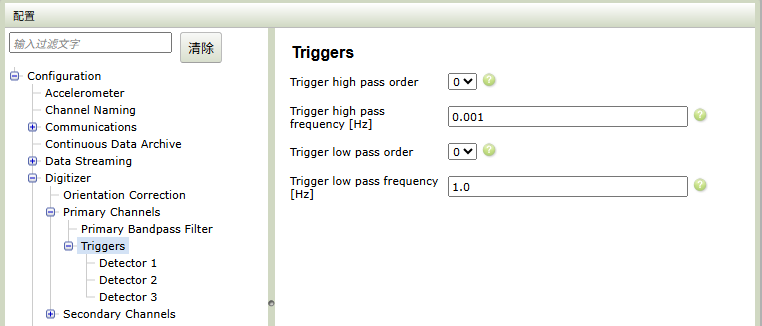 配置
输入过滤文字
清除
Configuration
Accelerometer
Channel Naming
Communications
Continuous Data Archive
Data Streaming
Digitizer
Orientation Correction
Primary Channels
Primary Bandpass Filter
Triggers
Detector 1
Detector 2
Detector 3
Secondary Channels
Triggers
Trigger high pass order
0
?
Trigger high pass
frequency [Hz]
0.001
?
Trigger low pass order
0
?
Trigger low pass frequency
[Hz]
1.0
?